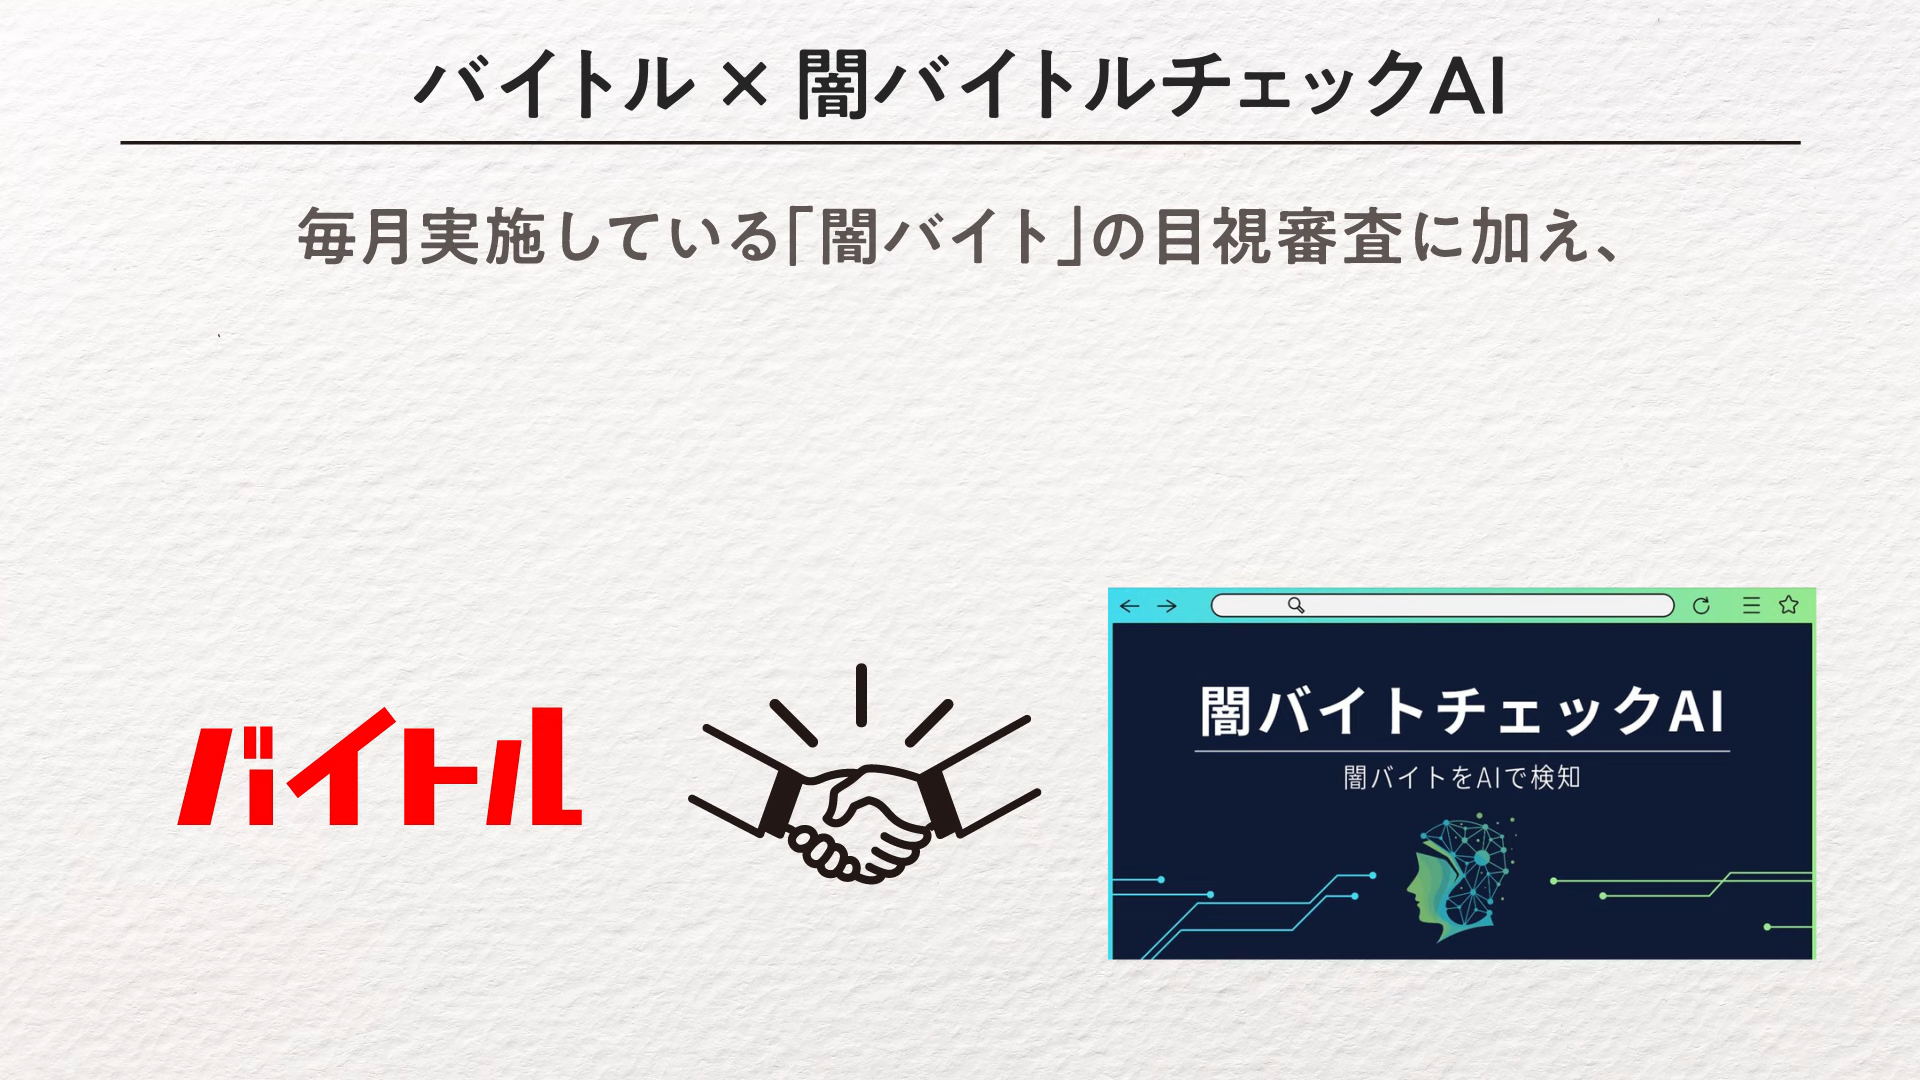 バイトル × 闇バイトルチェックAI
毎月実施している「闇バイト」の目視審査に加え、
バイトル
闇バイトチェックAI
闇バイトをAIで検知